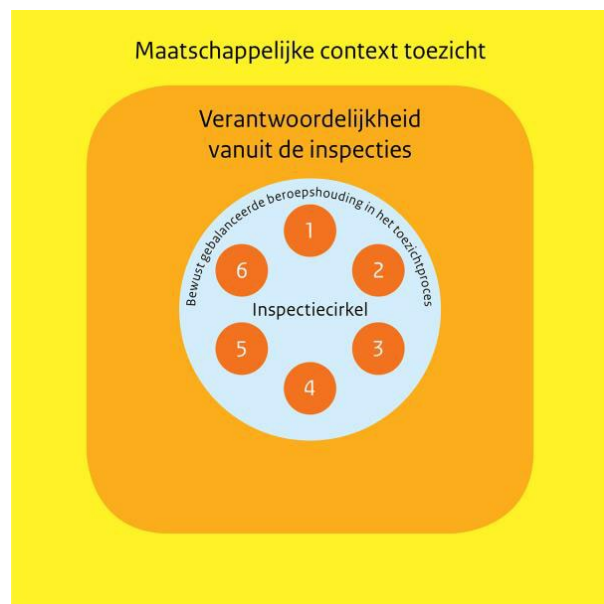 Maatschappelijke context toezicht
Verantwoordelijkheid
vanuit de inspecties
Bewust gebalanceerde beroepshouding in het toezichtproces
1
6
2
Inspectiecirkel
5
3
4